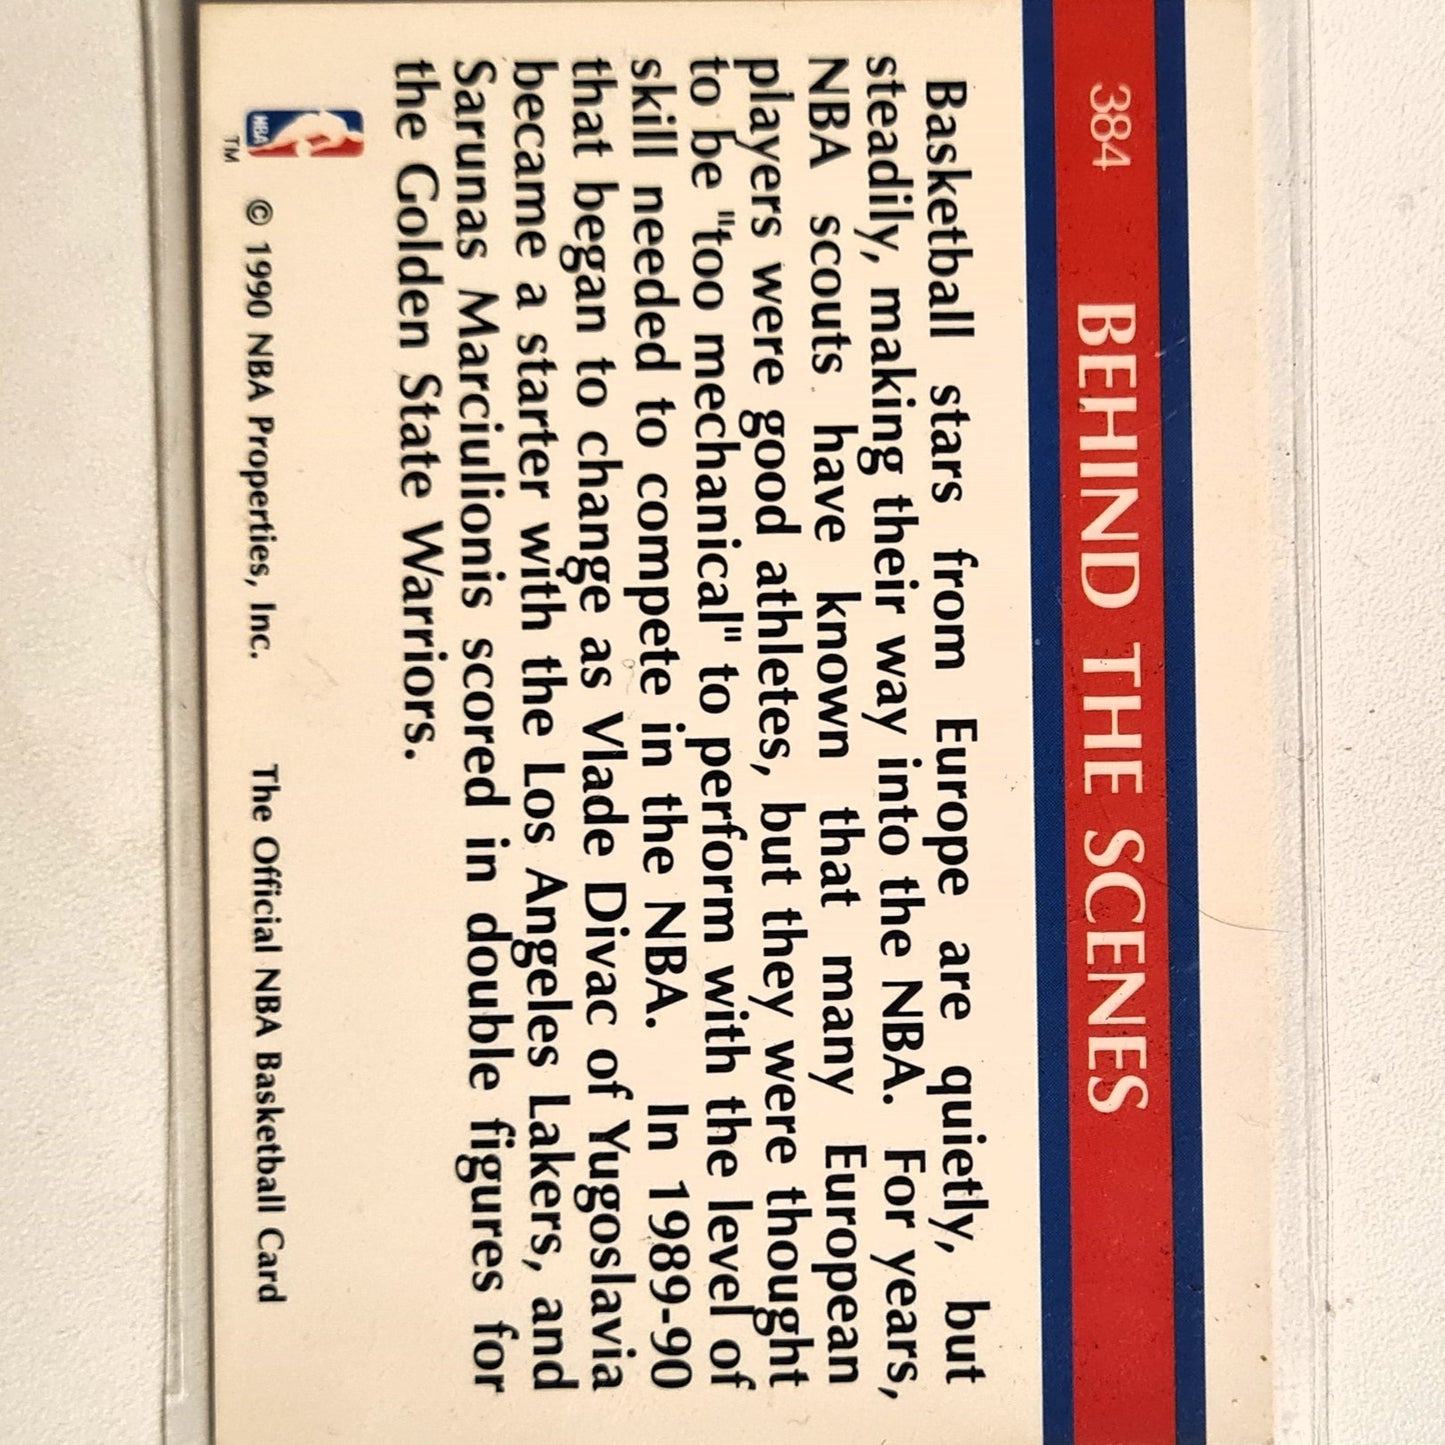 384 BEHIND THE SCENES
Basketball stars from Europe are quietly, but
steadily, making their way into the NBA. For years,
NBA scouts have known that many European
players were good athletes, but they were thought
to be "too mechanical" to perform with the level of
skill needed to compete in the NBA. In 1989-90
that began to change as Vlade Divac of Yugoslavia
became a starter with the Los Angeles Lakers, and
Sarunas Marciulionis scored in double figures for
the Golden State Warriors.
NBA TM © 1990 NBA Properties, Inc. The Official NBA Basketball Card